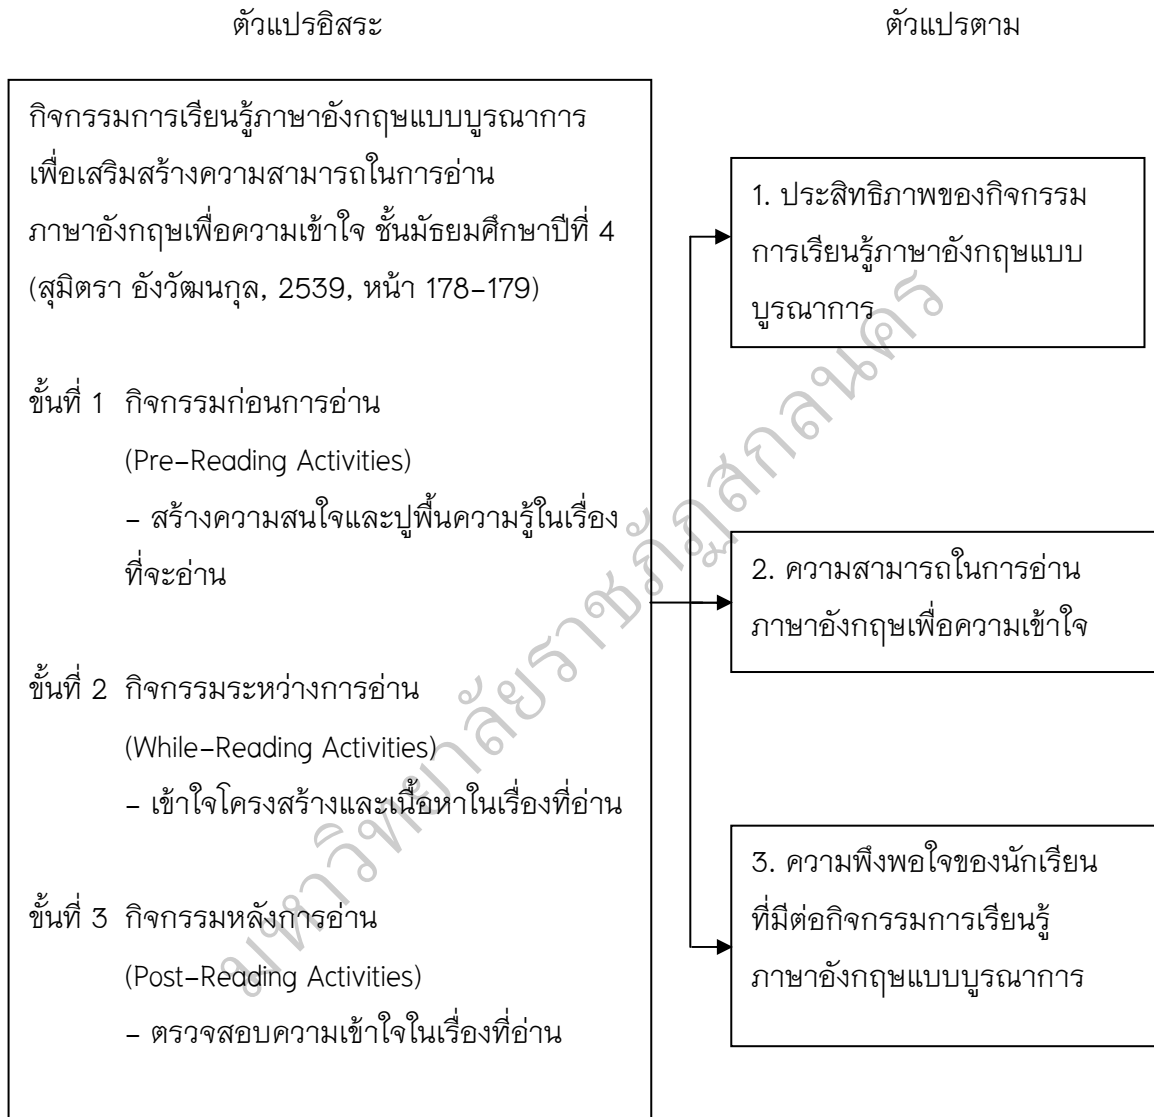 ตัวแปรอิสระ
ตัวแปรตาม
กิจกรรมการเรียนรู้ภาษาอังกฤษแบบบูรณาการ
เพื่อเสริมสร้างความสามารถในการอ่าน
ภาษาอังกฤษเพื่อความเข้าใจ ชั้นมัธยมศึกษาปีที่ 4
(สุมิตรา อังวัฒนกุล, 2539, หน้า 178–179)
ขั้นที่ 1 กิจกรรมก่อนการอ่าน
(Pre–Reading Activities)
– สร้างความสนใจและปูพื้นความรู้ในเรื่อง
ที่จะอ่าน
ขั้นที่ 2 กิจกรรมระหว่างการอ่าน
(While–Reading Activities)
– เข้าใจโครงสร้างและเนื้อหาในเรื่องที่อ่าน
ขั้นที่ 3 กิจกรรมหลังการอ่าน
(Post–Reading Activities)
– ตรวจสอบความเข้าใจในเรื่องที่อ่าน
1. ประสิทธิภาพของกิจกรรม
การเรียนรู้ภาษาอังกฤษแบบ
บูรณาการ
2. ความสามารถในการอ่าน
ภาษาอังกฤษเพื่อความเข้าใจ
3. ความพึงพอใจของนักเรียน
ที่มีต่อกิจกรรมการเรียนรู้
ภาษาอังกฤษแบบบูรณาการ
มหาวิทยาลัยราชภัฏสกลนคร